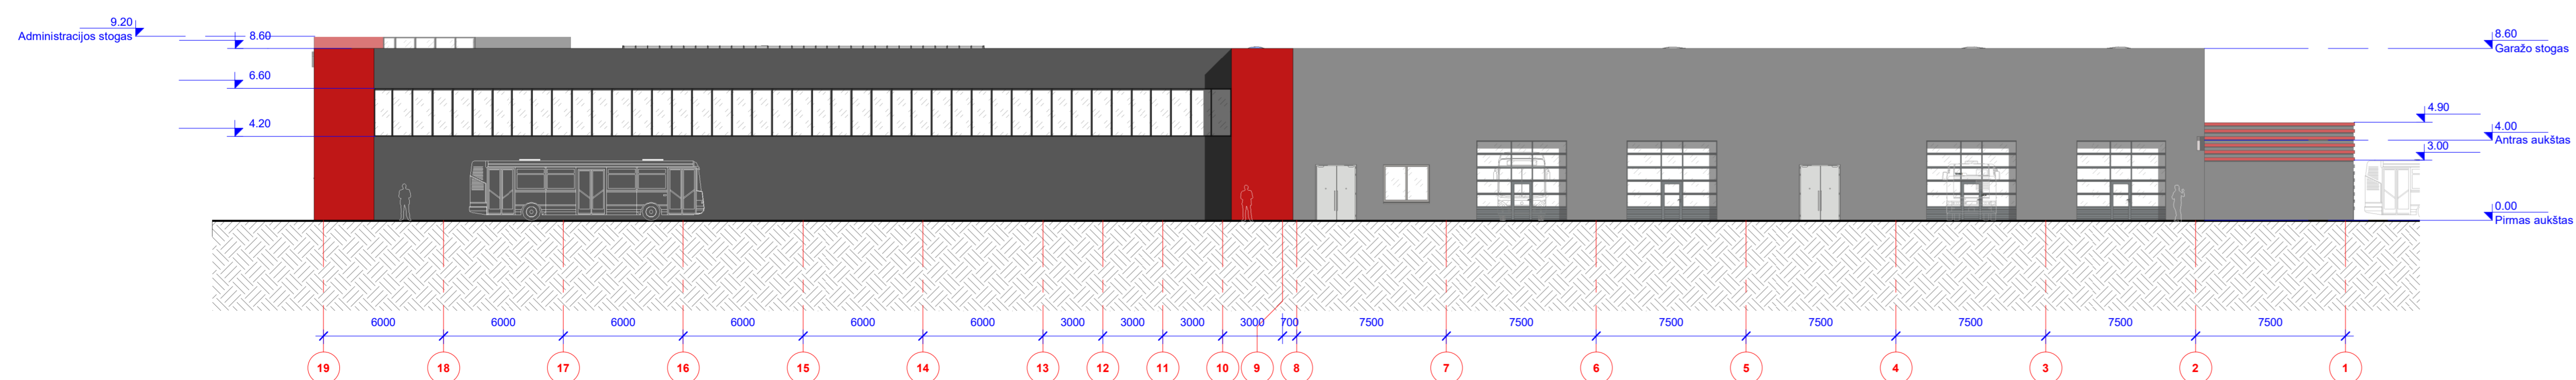 9.20
Administracijos stogas
8.60
6.60
4.20
8.60
Garažo stogas
4.90
4.00
Antras aukštas
3.00
0.00
Pirmas aukštas
6000 6000 6000 6000 6000 6000 3000 3000 3000 3000 700 7500 7500 7500 7500 7500 7500 7500
19 18 17 16 15 14 13 12 11 10 9 8 7 6 5 4 3 2 1